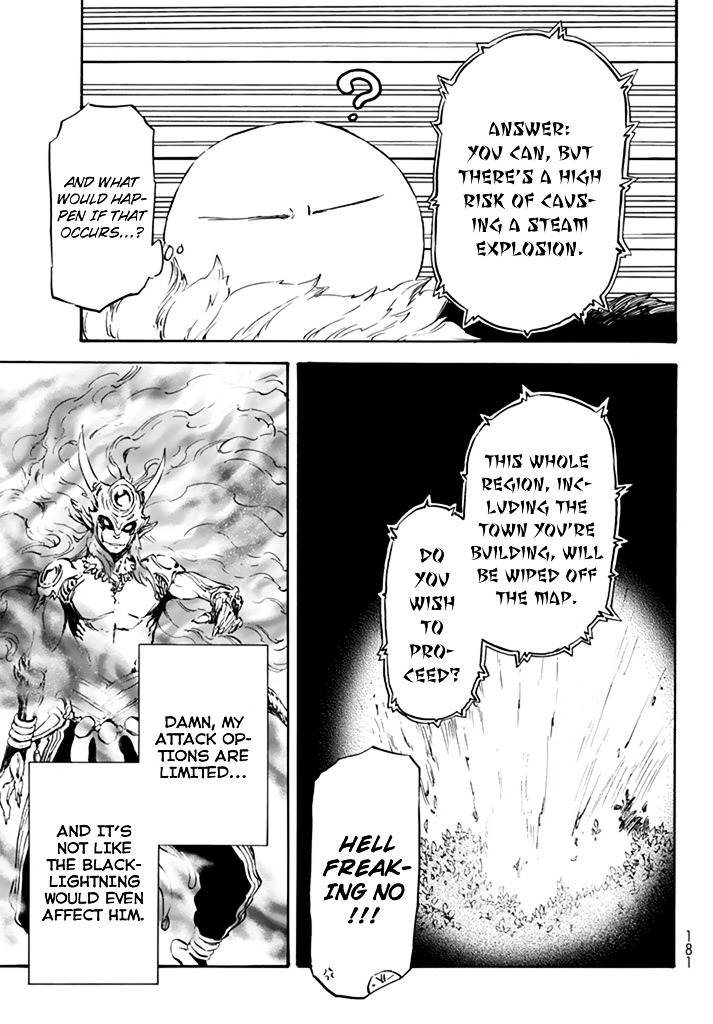 ?
ANSWER:
YOU CAN, BUT
THERE'S A HIGH
RISK OF CAUS-
ING A STEAM
EXPLOSION.
AND WHAT
WOULD HAP-
PEN IF THAT
OCCURS...?
THIS WHOLE
REGION, INC-
LUDING THE
TOWN YOU'RE
BUILDING, WILL
BE WIPED OFF
THE MAP.
DO
YOU
WISH
TO
PRO-
CEED?
HELL
FREAK-
ING NO
!!!
DAMN, MY
ATTACK OP-
TIONS ARE
LIMITED...
AND IT'S
NOT LIKE
THE BLACK-
LIGHTNING
WOULD EVEN
AFFECT HIM.
181